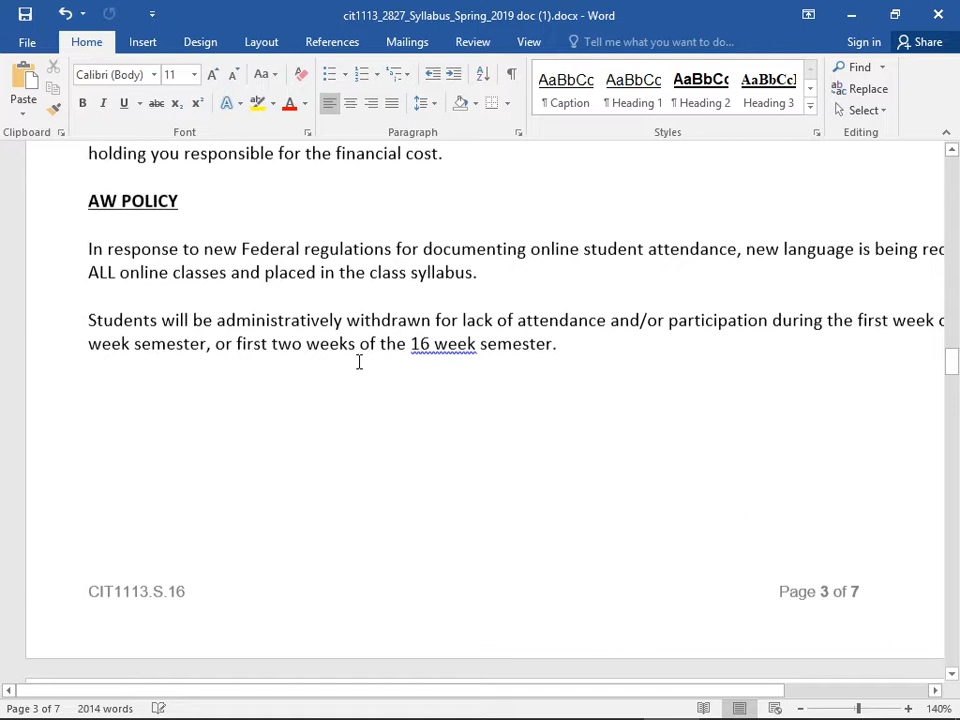 cit1113_2827_Syllabus_Spring_2019 doc (1).docx - Word
File Home Insert Design Layout References Mailings Review View Tell me what you want to do... Sign in Share
Paste Calibri (Body) 11 Aa AaBbCc AaBbCc AaBbCc AaBbCcI Find
B I U abc X₂ X² A A ¶ Caption ¶ Heading 1 ¶ Heading 2 Heading 3 Replace
Select
Clipboard Font Paragraph Styles Editing
holding you responsible for the financial cost.
AW POLICY
In response to new Federal regulations for documenting online student attendance, new language is being rec
ALL online classes and placed in the class syllabus.
Students will be administratively withdrawn for lack of attendance and/or participation during the first week
week semester, or first two weeks of the 16 week semester.
CIT1113.S.16 Page 3 of 7
Page 3 of 7 2014 words 140%